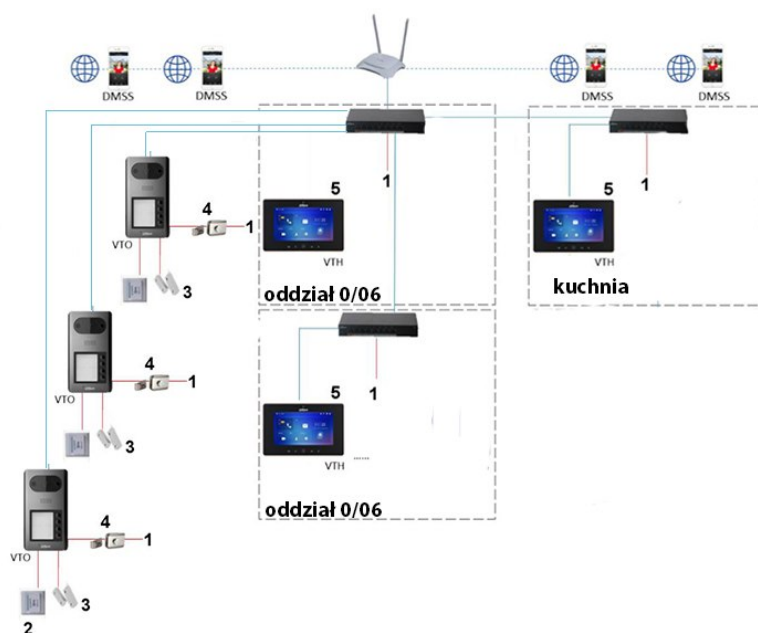 DMSS
DMSS
DMSS
DMSS
1
5
1
5
4
1
VTO
VTH
VTH
3
oddział 0/06
kuchnia
4
1
5
1
VTO
3
VTH ......
4
1
oddział 0/06
VTO
3
2